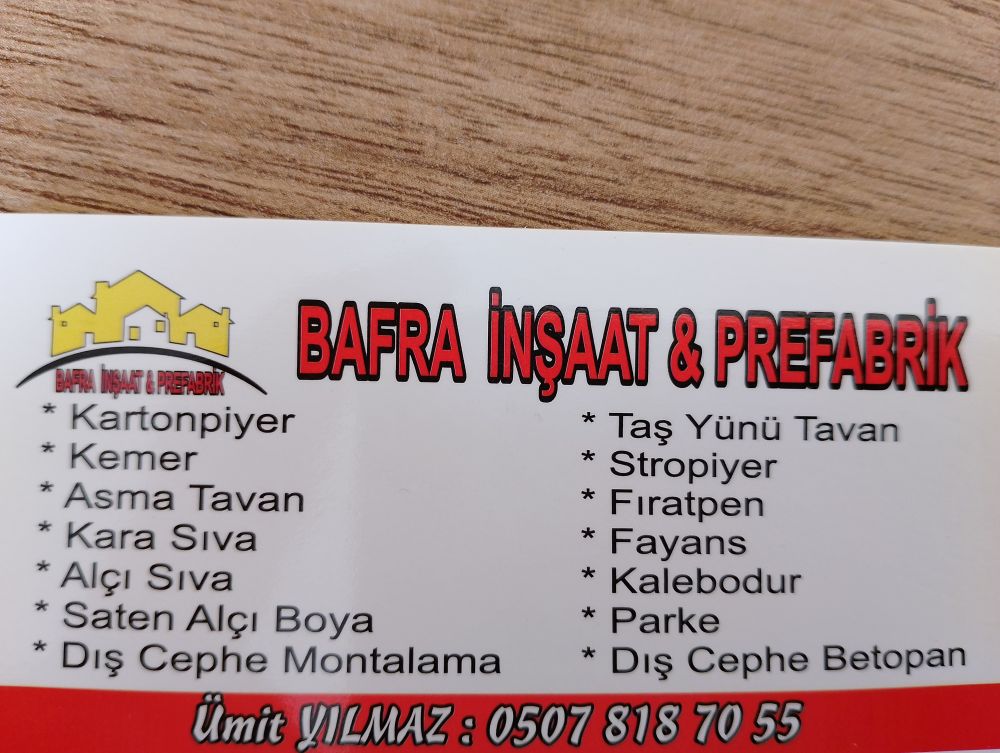 BAFRA İNŞAAT & PREFABRİK
BAFRA İNŞAAT & PREFABRİK
* Kartonpiyer
* Kemer
* Asma Tavan
* Kara Sıva
* Alçı Sıva
* Saten Alçı Boya
* Dış Cephe Montalama
* Taş Yünü Tavan
* Stropiyer
* Fıratpen
* Fayans
* Kalebodur
* Parke
* Dış Cephe Betopan
Ümit YILMAZ : 0507 818 70 55